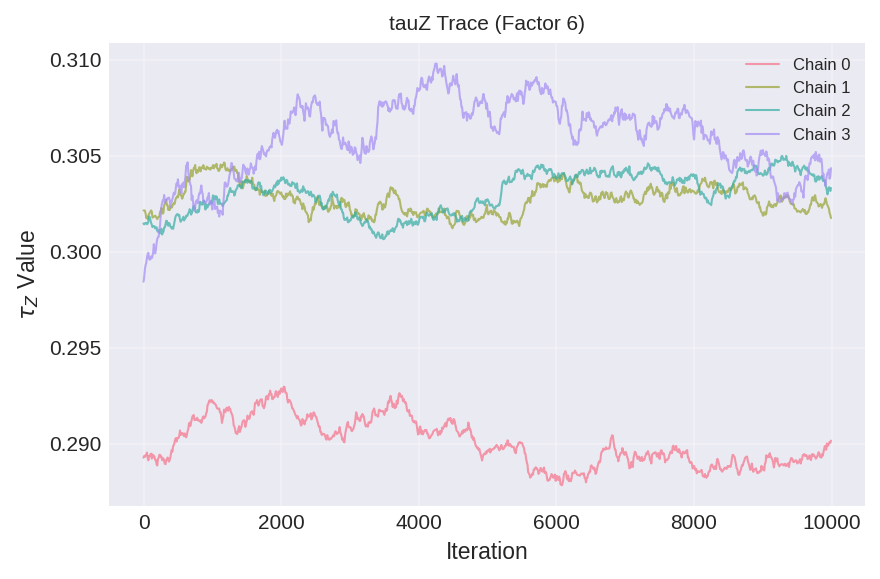 tauZ Trace (Factor 6)
0.310
0.305
0.300
0.295
0.290
τZ Value
Chain 0
Chain 1
Chain 2
Chain 3
0 2000 4000 6000 8000 10000
Iteration